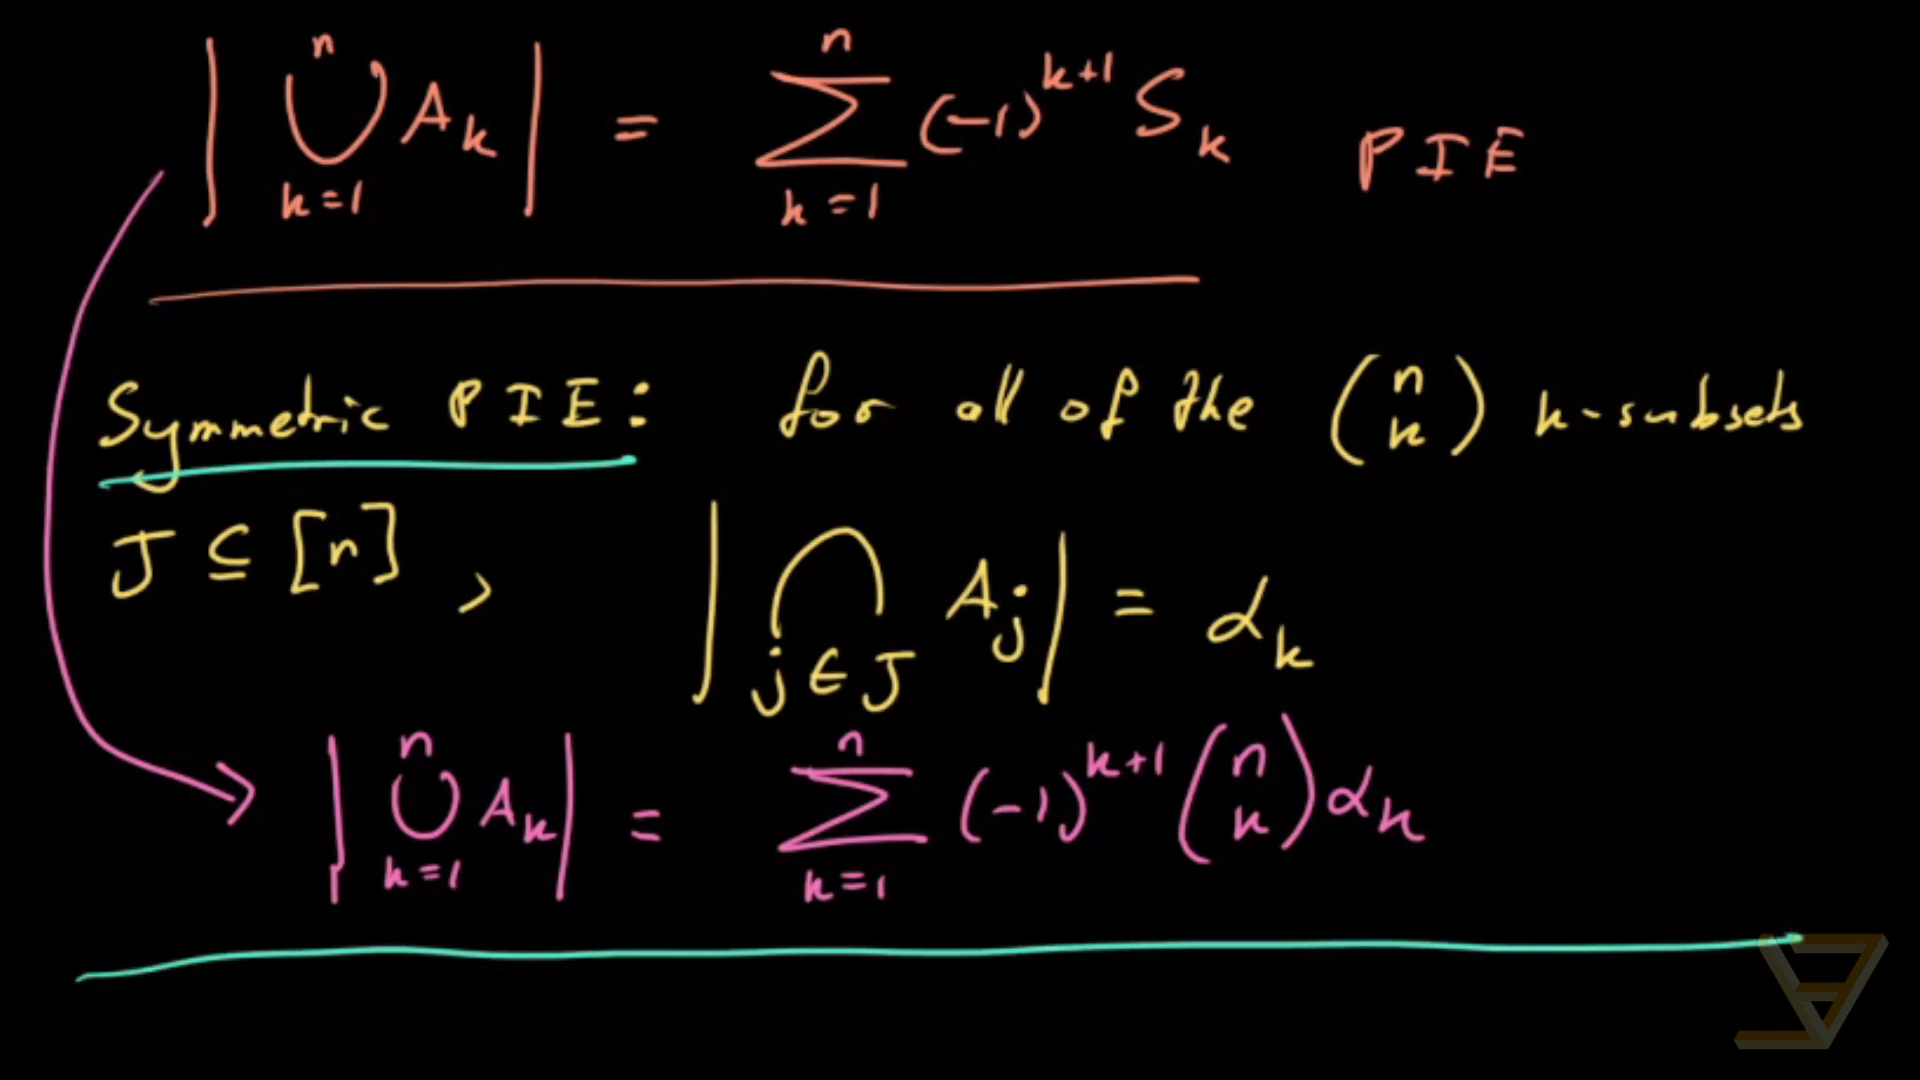 |⋃_{k=1}^{n} A_k| = ∑_{k=1}^{n} (-1)^{k+1} S_k PIE
Symmetric PIE: for all of the (n k) k-subsets
J ⊆ [n], |⋂_{j∈J} A_j| = α_k
|⋃_{k=1}^{n} A_k| = ∑_{k=1}^{n} (-1)^{k+1} (n k) α_k